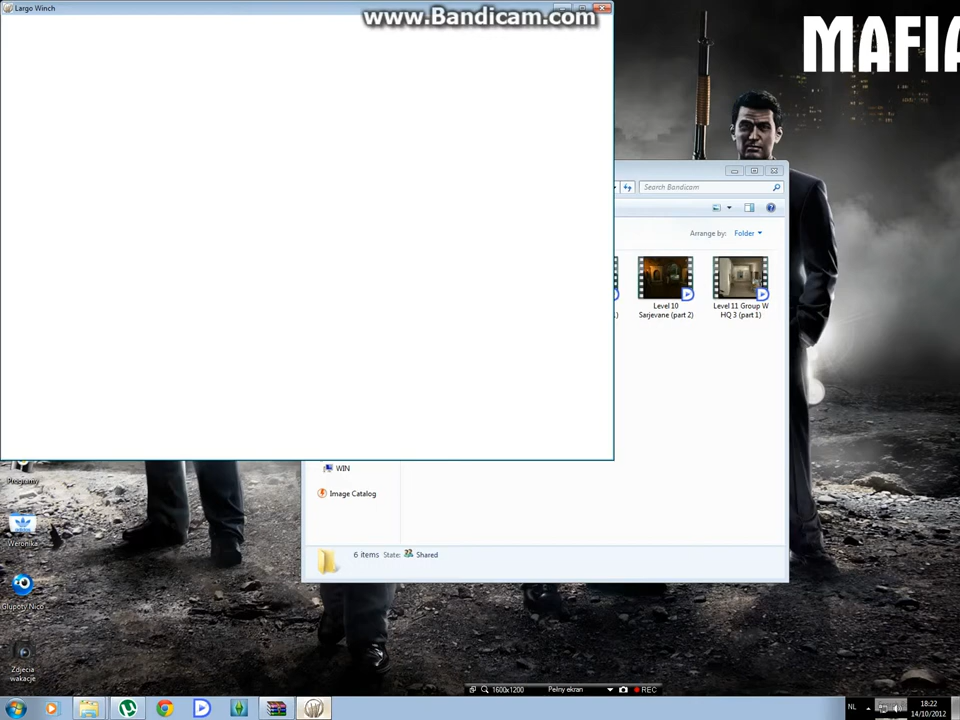 Largo Winch
www.Bandicam.com
MAFIA
Search Bandicam
Arrange by: Folder
Level 10
Sarjevane (part 2)
Level 11 Group W
HQ 3 (part 1)
WIN
Image Catalog
6 items State: Shared
Programy
Weronika
Glupoty Nico
Zdjecia
wakacje
1600x1200 Pełny ekran REC
NL
18:22
14/10/2012